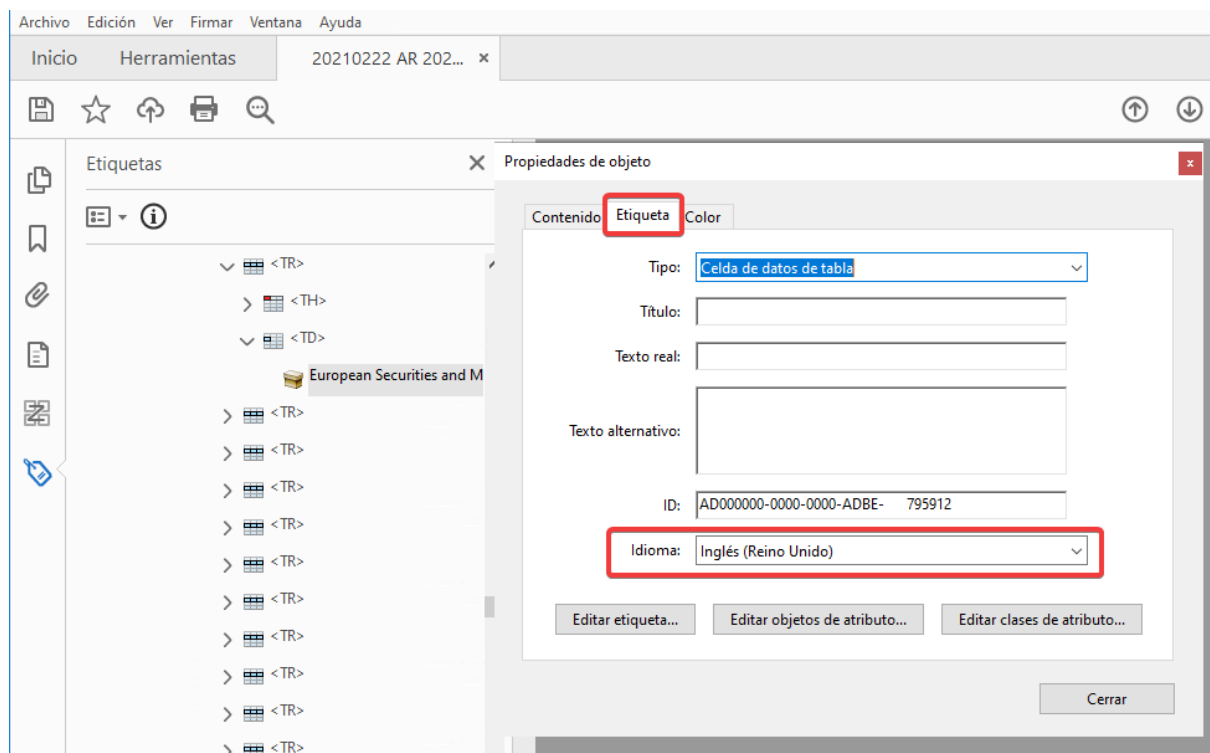 Archivo Edición Ver Firmar Ventana Ayuda
Inicio Herramientas 20210222 AR 202... ×
Etiquetas
<TR>
<TH>
<TD>
European Securities and M
<TR>
<TR>
<TR>
<TR>
<TR>
<TR>
<TR>
<TR>
<TR>
<TR>
Propiedades de objeto
Contenido Etiqueta Color
Tipo: Celda de datos de tabla
Título:
Texto real:
Texto alternativo:
ID: AD000000-0000-0000-ADBE- 795912
Idioma: Inglés (Reino Unido)
Editar etiqueta... Editar objetos de atributo... Editar clases de atributo...
Cerrar